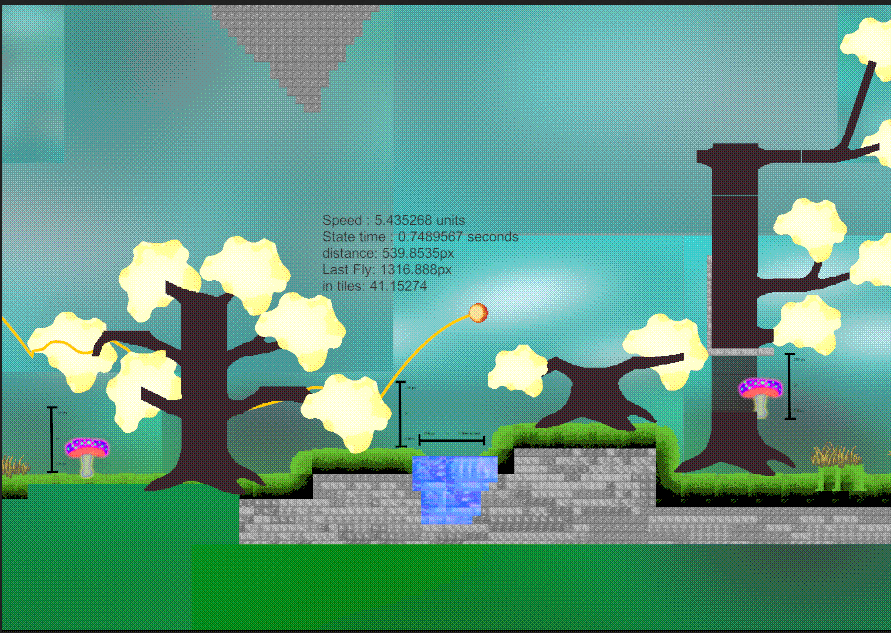 Speed : 5.435268 units
State time : 0.7489567 seconds
distance: 539.8535px
Last Fly: 1316.888px
in tiles: 41.15274